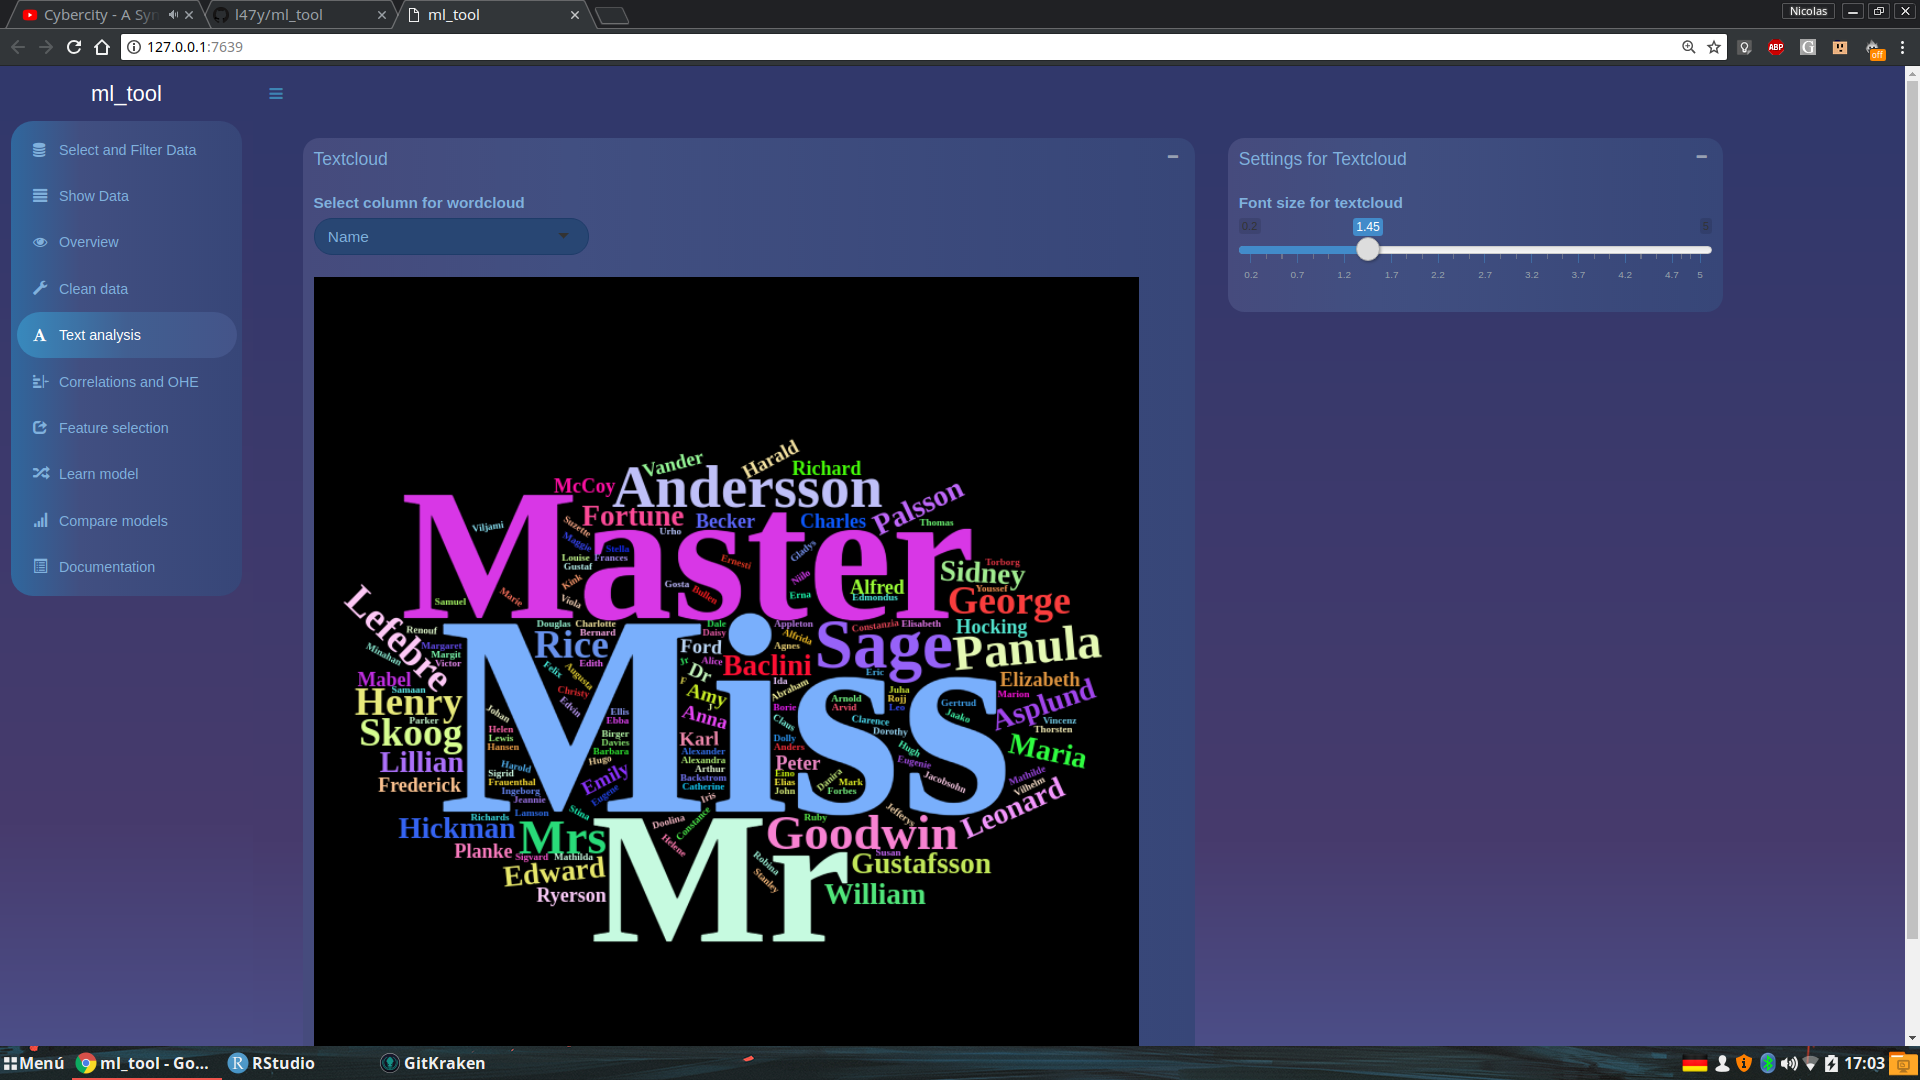 Cybercity - A Syn
l47y/ml_tool
ml_tool
Nicolas
127.0.0.1:7639
ABP
G
off
ml_tool
Select and Filter Data
Show Data
Overview
Clean data
Text analysis
Correlations and OHE
Feature selection
Learn model
Compare models
Documentation
Textcloud
Select column for wordcloud
Name
Settings for Textcloud
Font size for textcloud
0.2
1.45
5
0.2 0.7 1.2 1.7 2.2 2.7 3.2 3.7 4.2 4.7 5
Vander
Harald
Richard
McCoy
Andersson
Palsson
Fortune
Becker
Charles
Thomas
Master
Viljami
Suzette
Urho
Maggie
Stella
Louise
Frances
Gustaf
Ernesti
Gladys
Kink
Gosta
Niilo
Bulleo
Erna
Alfred
Edmondus
Torborg
Sidney
Youssef
George
Samuel
Marie
Viola
Lefebre
Renouf
Douglas
Charlotte
Bernard
Dale
Daisy
Appleton
Alfrida
Constanzia
Elisabeth
Hocking
Minahan
Margaret
Margit
Victor
Rice
Ford
Agnes
Sage
Panula
Miss
Felix
Augusta
Edith
yr
Alice
Dr
Baclini
Eric
Mabel
Samaan
Christy
F
Ida
Abraham
Elizabeth
Henry
Amy
J
Juha
Rojj
Leo
Marion
Parker
Johan
Edvin
Ellis
Ebba
Anna
Borie
Arnold
Arvid
Gertrud
Jaako
Asplund
Skoog
Helen
Lewis
Hansen
Birger
Davies
Barbara
Karl
Claus
Clarence
Dorothy
Vincenz
Thorsten
Lillian
Harold
Hugo
Alexander
Alexandra
Arthur
Dolly
Anders
Peter
Hugh
Eugenie
Maria
Frederick
Sigrid
Frauenthal
Ingeborg
Jeannie
Emily
Eugene
Backstrom
Catherine
Iris
Eino
Elias
John
Danira
Mark
Forbes
Jacobsohn
Mathilde
Vilhelm
Hickman
Richards
Lamson
Stina
Mrs
Doolina
Constance
Helene
Ruby
Jefferys
Goodwin
Leonard
Planke
Sigvard
Mathilda
Mr
Robina
Stanley
Susan
Gustafsson
Edward
Ryerson
William
Menú
ml_tool - Go...
RStudio
GitKraken
17:03